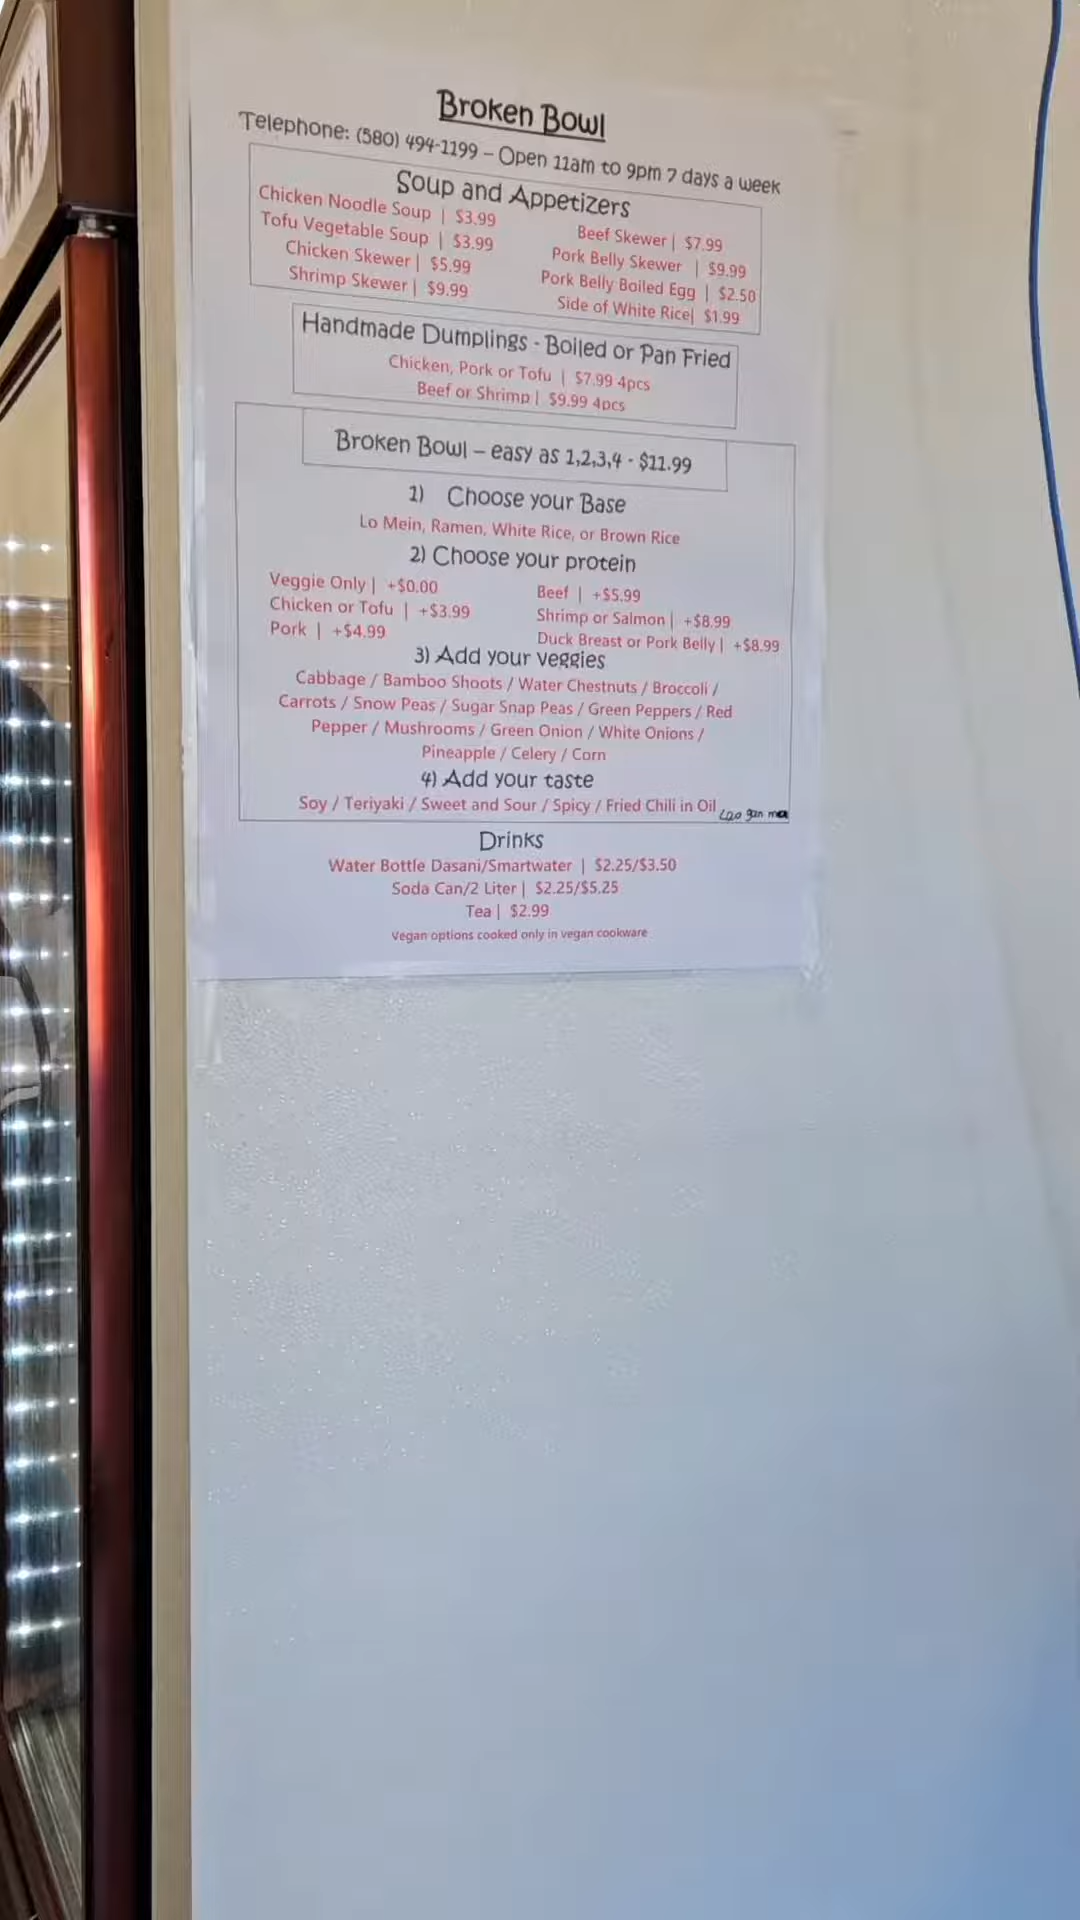 Broken Bowl
Telephone: (580) 494-1199 – Open 11am to 9pm 7 days a week
Soup and Appetizers
Chicken Noodle Soup | $3.99
Tofu Vegetable Soup | $3.99
Chicken Skewer | $5.99
Shrimp Skewer | $9.99
Beef Skewer | $7.99
Pork Belly Skewer | $9.99
Pork Belly Boiled Egg | $2.50
Side of White Rice| $1.99
Handmade Dumplings - Boiled or Pan Fried
Chicken, Pork or Tofu | $7.99 4pcs
Beef or Shrimp | $9.99 4pcs
Broken Bowl – easy as 1,2,3,4 - $11.99
1) Choose your Base
Lo Mein, Ramen, White Rice, or Brown Rice
2) Choose your protein
Veggie Only | +$0.00
Chicken or Tofu | +$3.99
Pork | +$4.99
Beef | +$5.99
Shrimp or Salmon | +$8.99
Duck Breast or Pork Belly | +$8.99
3) Add your veggies
Cabbage / Bamboo Shoots / Water Chestnuts / Broccoli /
Carrots / Snow Peas / Sugar Snap Peas / Green Peppers / Red
Pepper / Mushrooms / Green Onion / White Onions /
Pineapple / Celery / Corn
4) Add your taste
Soy / Teriyaki / Sweet and Sour / Spicy / Fried Chili in Oil Lao gan ma
Drinks
Water Bottle Dasani/Smartwater | $2.25/$3.50
Soda Can/2 Liter | $2.25/$5.25
Tea | $2.99
Vegan options cooked only in vegan cookware